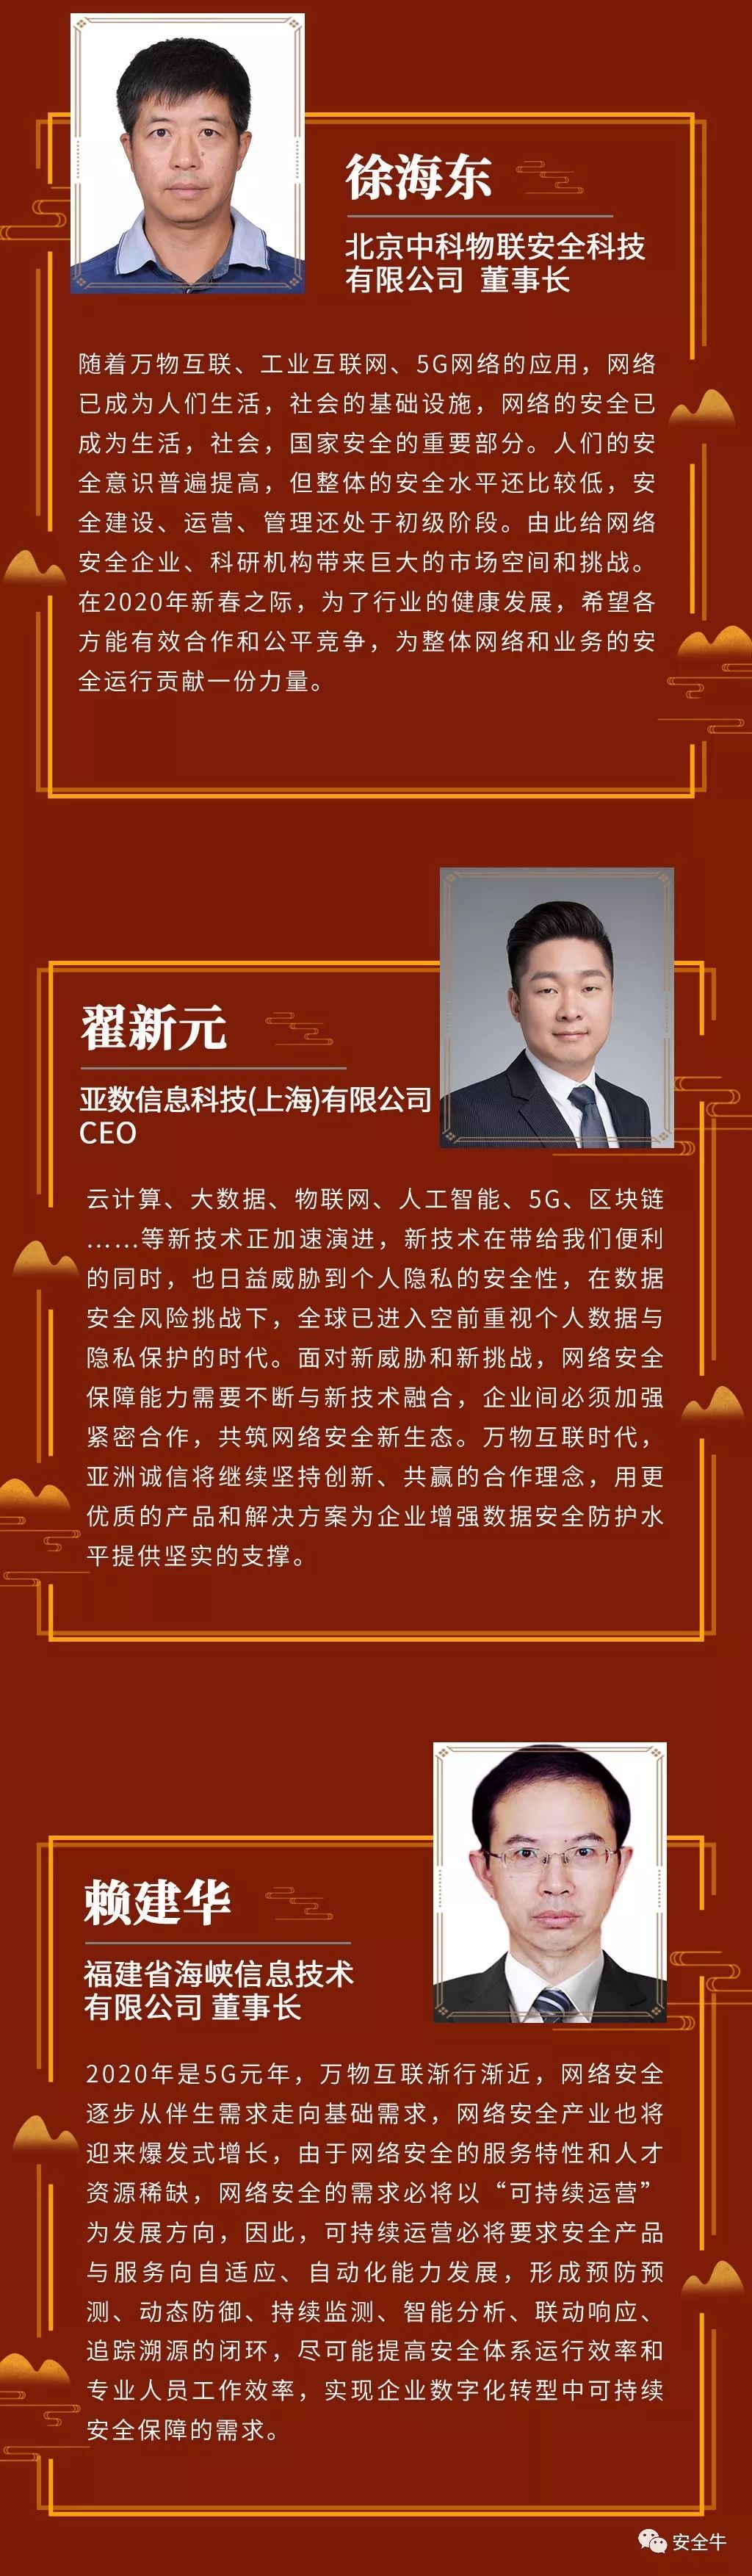 徐海东
北京中科物联安全科技
有限公司 董事长
随着万物互联、工业互联网、5G网络的应用，网络
已成为人们生活，社会的基础设施，网络的安全已
成为生活，社会，国家安全的重要部分。人们的安
全意识普遍提高，但整体的安全水平还比较低，安
全建设、运营、管理还处于初级阶段。由此给网络
安全企业、科研机构带来巨大的市场空间和挑战。
在2020年新春之际，为了行业的健康发展，希望各
方能有效合作和公平竞争，为整体网络和业务的安
全运行贡献一份力量。
翟新元
亚数信息科技(上海)有限公司
CEO
云计算、大数据、物联网、人工智能、5G、区块链
……等新技术正加速演进，新技术在带给我们便利
的同时，也日益威胁到个人隐私的安全性，在数据
安全风险挑战下，全球已进入空前重视个人数据与
隐私保护的时代。面对新威胁和新挑战，网络安全
保障能力需要不断与新技术融合，企业间必须加强
紧密合作，共筑网络安全新生态。万物互联时代，
亚洲诚信将继续坚持创新、共赢的合作理念，用更
优质的产品和解决方案为企业增强数据安全防护水
平提供坚实的支撑。
赖建华
福建省海峡信息技术
有限公司 董事长
2020年是5G元年，万物互联渐行渐近，网络安全
逐步从伴生需求走向基础需求，网络安全产业也将
迎来爆发式增长，由于网络安全的服务特性和人才
资源稀缺，网络安全的需求必将以“可持续运营”
为发展方向，因此，可持续运营必将要求安全产品
与服务向自适应、自动化能力发展，形成预防预
测、动态防御、持续监测、智能分析、联动响应、
追踪溯源的闭环，尽可能提高安全体系运行效率和
专业人员工作效率，实现企业数字化转型中可持续
安全保障的需求。
安全牛